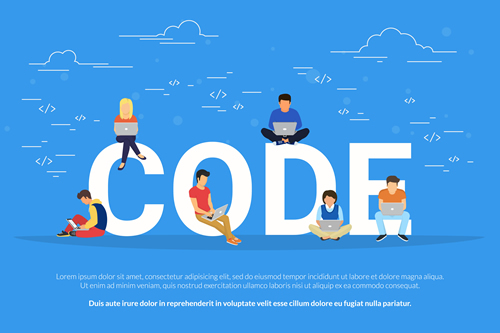 CODE
Lorem ipsum dolor sit amet, consectetur adipiscing elit, sed do eiusmod tempor incididunt ut labore et dolore magna aliqua.
Ut enim ad minim veniam, quis nostrud exercitation ullamco laboris nisi ut aliquip ex ea commodo consequat.
Duis aute irure dolor in reprehenderit in voluptate velit esse cillum dolore eu fugiat nulla pariatur.